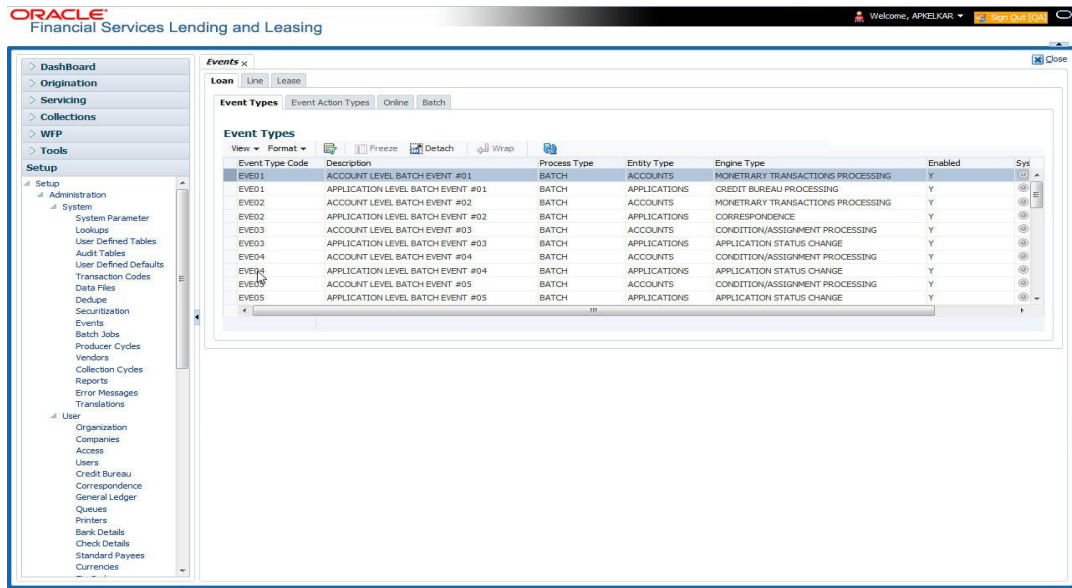 ORACLE®
Financial Services Lending and Leasing
Welcome, APKELKAR
Sign Out [QA]
DashBoard
Origination
Servicing
Collections
WFP
Tools
Setup
Setup
Administration
System
System Parameter
Lookups
User Defined Tables
Audit Tables
User Defined Defaults
Transaction Codes
Data Files
Dedupe
Securitization
Events
Batch Jobs
Producer Cycles
Vendors
Collection Cycles
Reports
Error Messages
Translations
User
Organization
Companies
Access
Users
Credit Bureau
Correspondence
General Ledger
Queues
Printers
Bank Details
Check Details
Standard Payees
Currencies
Events x
Close
Loan Line Lease
Event Types Event Action Types Online Batch
Event Types
View Format Freeze Detach Wrap
Event Type Code Description Process Type Entity Type Engine Type Enabled Sys
EVE01 ACCOUNT LEVEL BATCH EVENT #01 BATCH ACCOUNTS MONETRARY TRANSACTIONS PROCESSING Y
EVE01 APPLICATION LEVEL BATCH EVENT #01 BATCH APPLICATIONS CREDIT BUREAU PROCESSING Y
EVE02 ACCOUNT LEVEL BATCH EVENT #02 BATCH ACCOUNTS MONETRARY TRANSACTIONS PROCESSING Y
EVE02 APPLICATION LEVEL BATCH EVENT #02 BATCH APPLICATIONS CORRESPONDENCE Y
EVE03 ACCOUNT LEVEL BATCH EVENT #03 BATCH ACCOUNTS CONDITION/ASSIGNMENT PROCESSING Y
EVE03 APPLICATION LEVEL BATCH EVENT #03 BATCH APPLICATIONS APPLICATION STATUS CHANGE Y
EVE04 ACCOUNT LEVEL BATCH EVENT #04 BATCH ACCOUNTS CONDITION/ASSIGNMENT PROCESSING Y
EVE04 APPLICATION LEVEL BATCH EVENT #04 BATCH APPLICATIONS APPLICATION STATUS CHANGE Y
EVE05 ACCOUNT LEVEL BATCH EVENT #05 BATCH ACCOUNTS CONDITION/ASSIGNMENT PROCESSING Y
EVE05 APPLICATION LEVEL BATCH EVENT #05 BATCH APPLICATIONS APPLICATION STATUS CHANGE Y